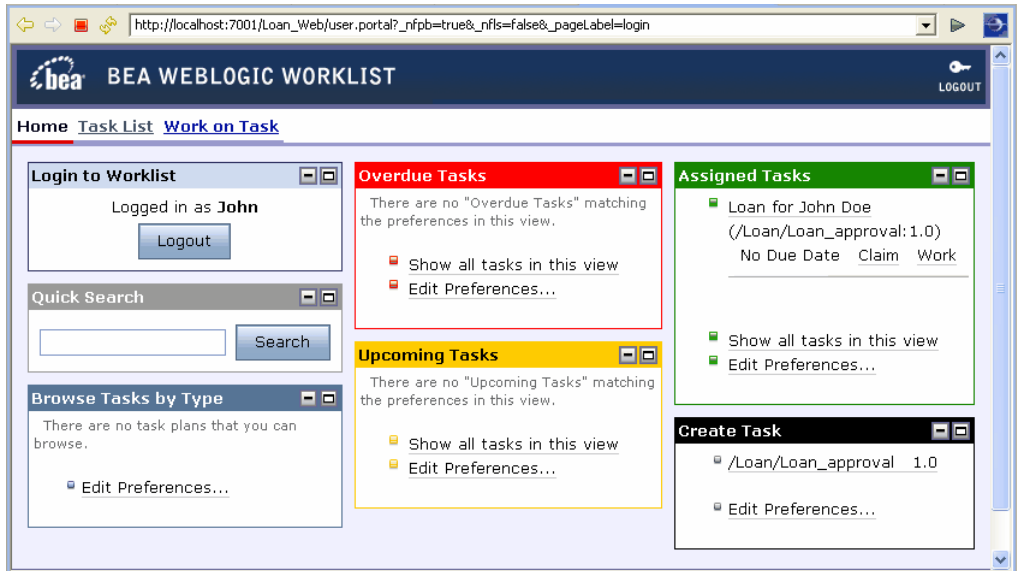 http://localhost:7001/Loan_Web/user.portal?_nfpb=true&_nfls=false&_pageLabel=login
bea BEA WEBLOGIC WORKLIST
LOGOUT
Home Task List Work on Task
Login to Worklist
Logged in as John
Logout
Quick Search
Search
Browse Tasks by Type
There are no task plans that you can
browse.
Edit Preferences...
Overdue Tasks
There are no "Overdue Tasks" matching
the preferences in this view.
Show all tasks in this view
Edit Preferences...
Upcoming Tasks
There are no "Upcoming Tasks" matching
the preferences in this view.
Show all tasks in this view
Edit Preferences...
Assigned Tasks
Loan for John Doe
(/Loan/Loan_approval:1.0)
No Due Date Claim Work
Show all tasks in this view
Edit Preferences...
Create Task
/Loan/Loan_approval 1.0
Edit Preferences...